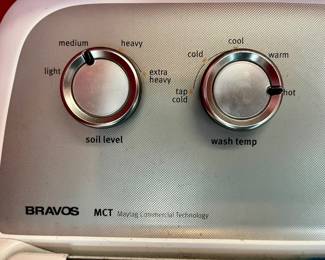 medium heavy
light extra heavy
soil level
cool
cold warm
tap cold hot
wash temp
BRAVOS MCT Maytag Commercial Technology